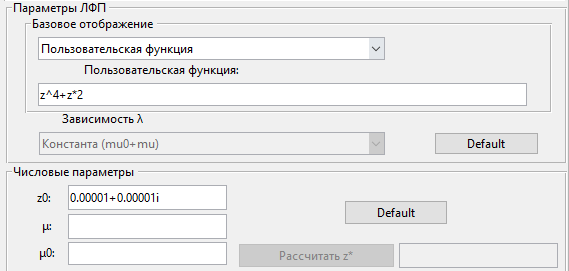 Параметры ЛФП
Базовое отображение
Пользовательская функция
Пользовательская функция:
z^4+z*2
Зависимость λ
Константа (mu0+mu)
Default
Числовые параметры
z0:
0.00001+0.00001i
Default
μ:
μ0:
Рассчитать z*